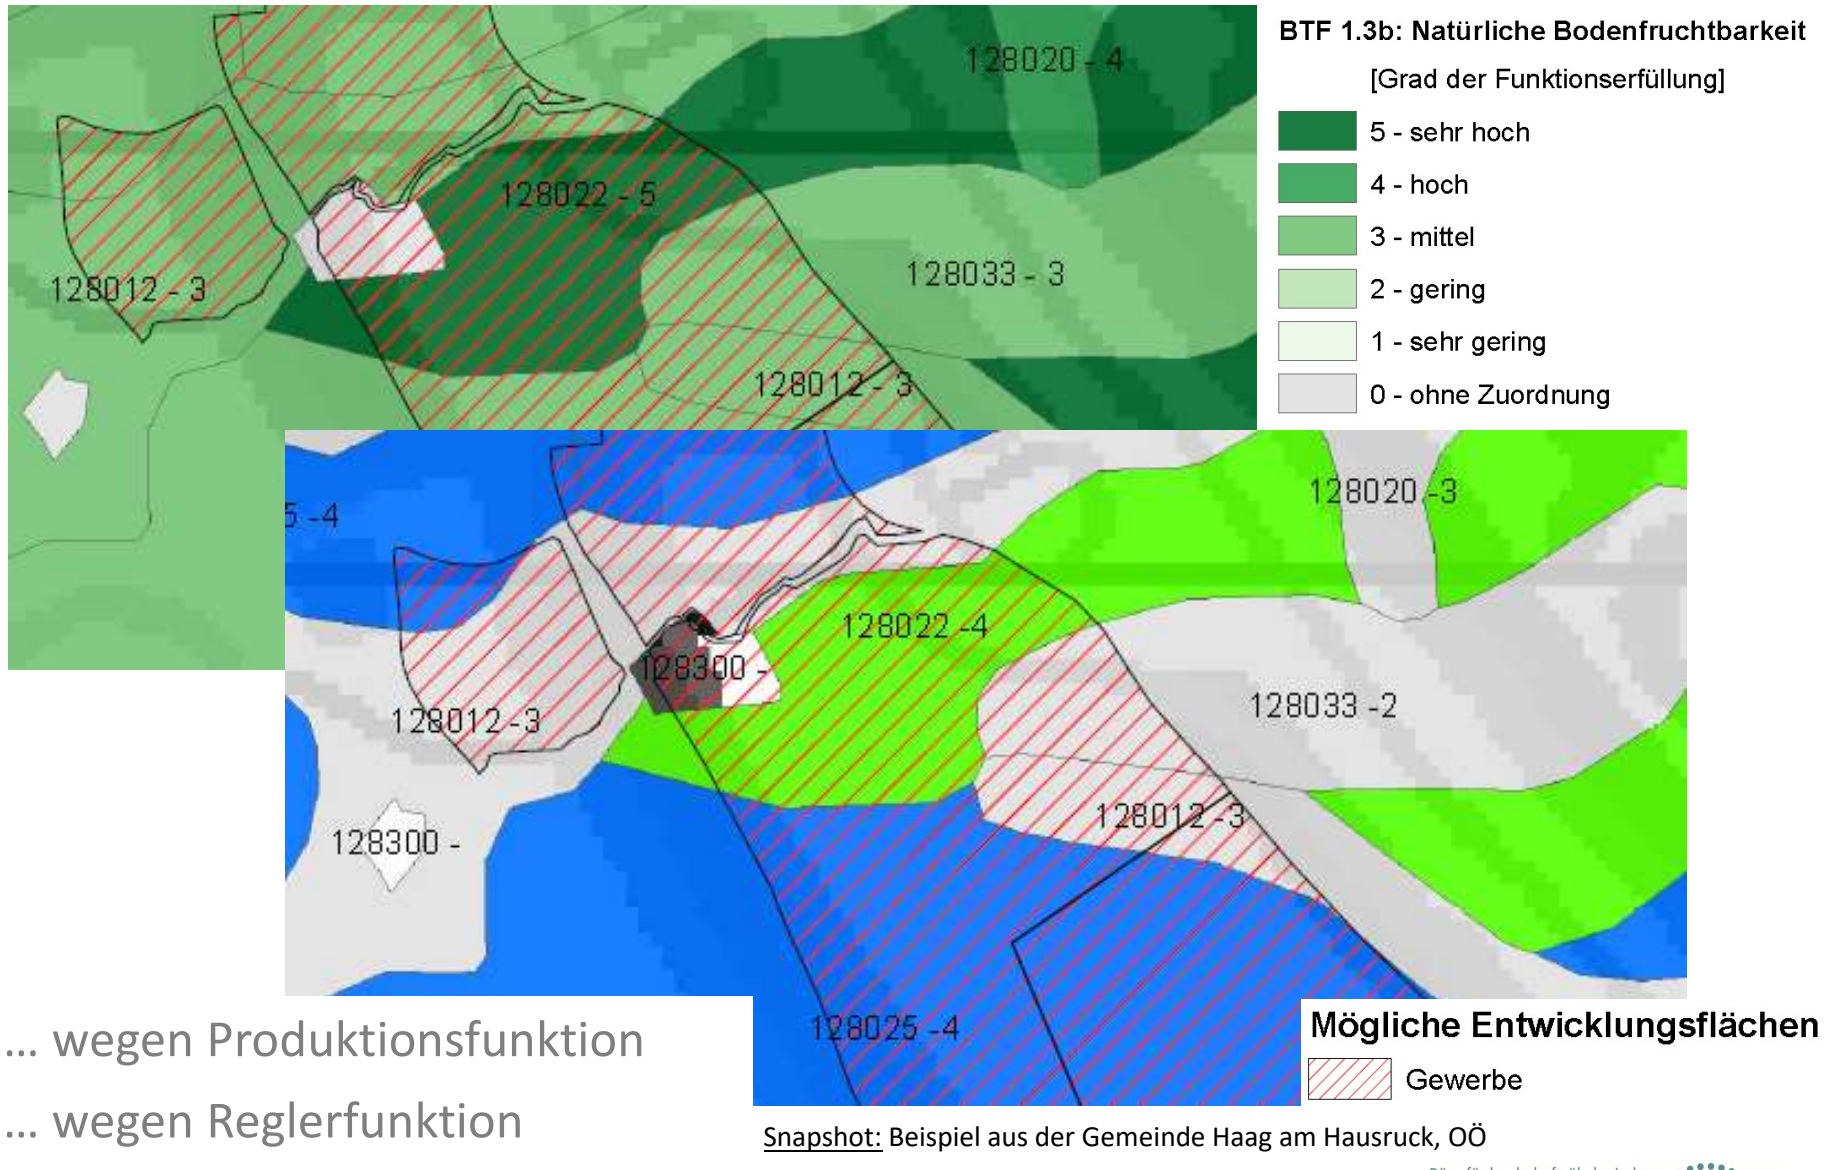 BTF 1.3b: Natürliche Bodenfruchtbarkeit
[Grad der Funktionserfüllung]
5 - sehr hoch
4 - hoch
3 - mittel
2 - gering
1 - sehr gering
0 - ohne Zuordnung
128020 - 4
128022 - 5
128033 - 3
128012 - 3
128012 - 3
128020 -3
5 -4
128022 -4
128300 -
128033 -2
128012 -3
128012 -3
128300 -
128025 -4
Mögliche Entwicklungsflächen
Gewerbe
... wegen Produktionsfunktion
... wegen Reglerfunktion
Snapshot: Beispiel aus der Gemeinde Haag am Hausruck, OÖ